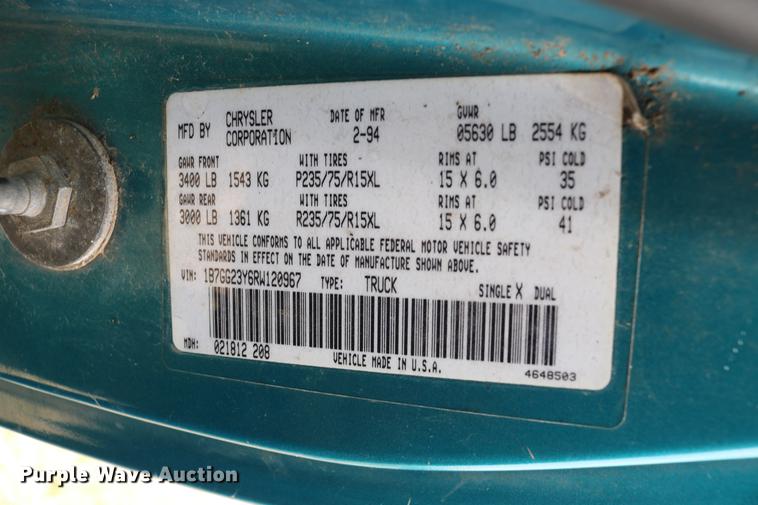 MFD BY CHRYSLER CORPORATION DATE OF MFR 2-94 GVWR 05630 LB 2554 KG
GAWR FRONT WITH TIRES RIMS AT PSI COLD
3400 LB 1543 KG P235/75/R15XL 15 X 6.0 35
GAWR REAR WITH TIRES RIMS AT PSI COLD
3000 LB 1361 KG R235/75/R15XL 15 X 6.0 41
THIS VEHICLE CONFORMS TO ALL APPLICABLE FEDERAL MOTOR VEHICLE SAFETY
STANDARDS IN EFFECT ON THE DATE OF MANUFACTURE SHOWN ABOVE.
VIN: 1B7GG23Y6RW120967 TYPE: TRUCK SINGLE X DUAL
MDH: 021812 208 VEHICLE MADE IN U.S.A. 4648503
Purple Wave Auction